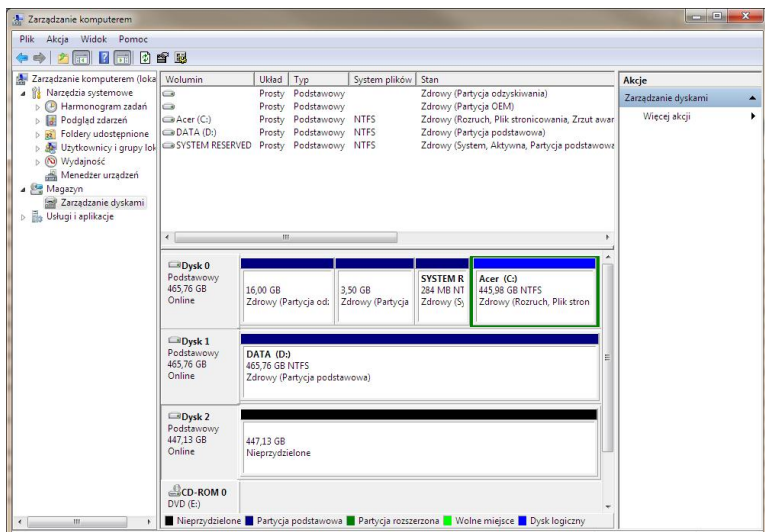 Zarządzanie komputerem
Plik Akcja Widok Pomoc
Zarządzanie komputerem (loka
Narzędzia systemowe
Harmonogram zadań
Podgląd zdarzeń
Foldery udostępnione
Użytkownicy i grupy lok
Wydajność
Menedżer urządzeń
Magazyn
Zarządzanie dyskami
Usługi i aplikacje
Wolumin Układ Typ System plików Stan
Prosty Podstawowy Zdrowy (Partycja odzyskiwania)
Prosty Podstawowy Zdrowy (Partycja OEM)
Acer (C:) Prosty Podstawowy NTFS Zdrowy (Rozruch, Plik stronicowania, Zrzut awar
DATA (D:) Prosty Podstawowy NTFS Zdrowy (Partycja podstawowa)
SYSTEM RESERVED Prosty Podstawowy NTFS Zdrowy (System, Aktywna, Partycja podstawowa
Dysk 0
Podstawowy
465,76 GB
Online
16,00 GB
Zdrowy (Partycja od:
3,50 GB
Zdrowy (Partycja
SYSTEM R
284 MB NT
Zdrowy (Sy
Acer (C:)
445,98 GB NTFS
Zdrowy (Rozruch, Plik stron
Dysk 1
Podstawowy
465,76 GB
Online
DATA (D:)
465,76 GB NTFS
Zdrowy (Partycja podstawowa)
Dysk 2
Podstawowy
447,13 GB
Online
447,13 GB
Nieprzydzielone
CD-ROM 0
DVD (E:)
Nieprzydzielone Partycja podstawowa Partycja rozszerzona Wolne miejsce Dysk logiczny
Akcje
Zarządzanie dyskami
Więcej akcji